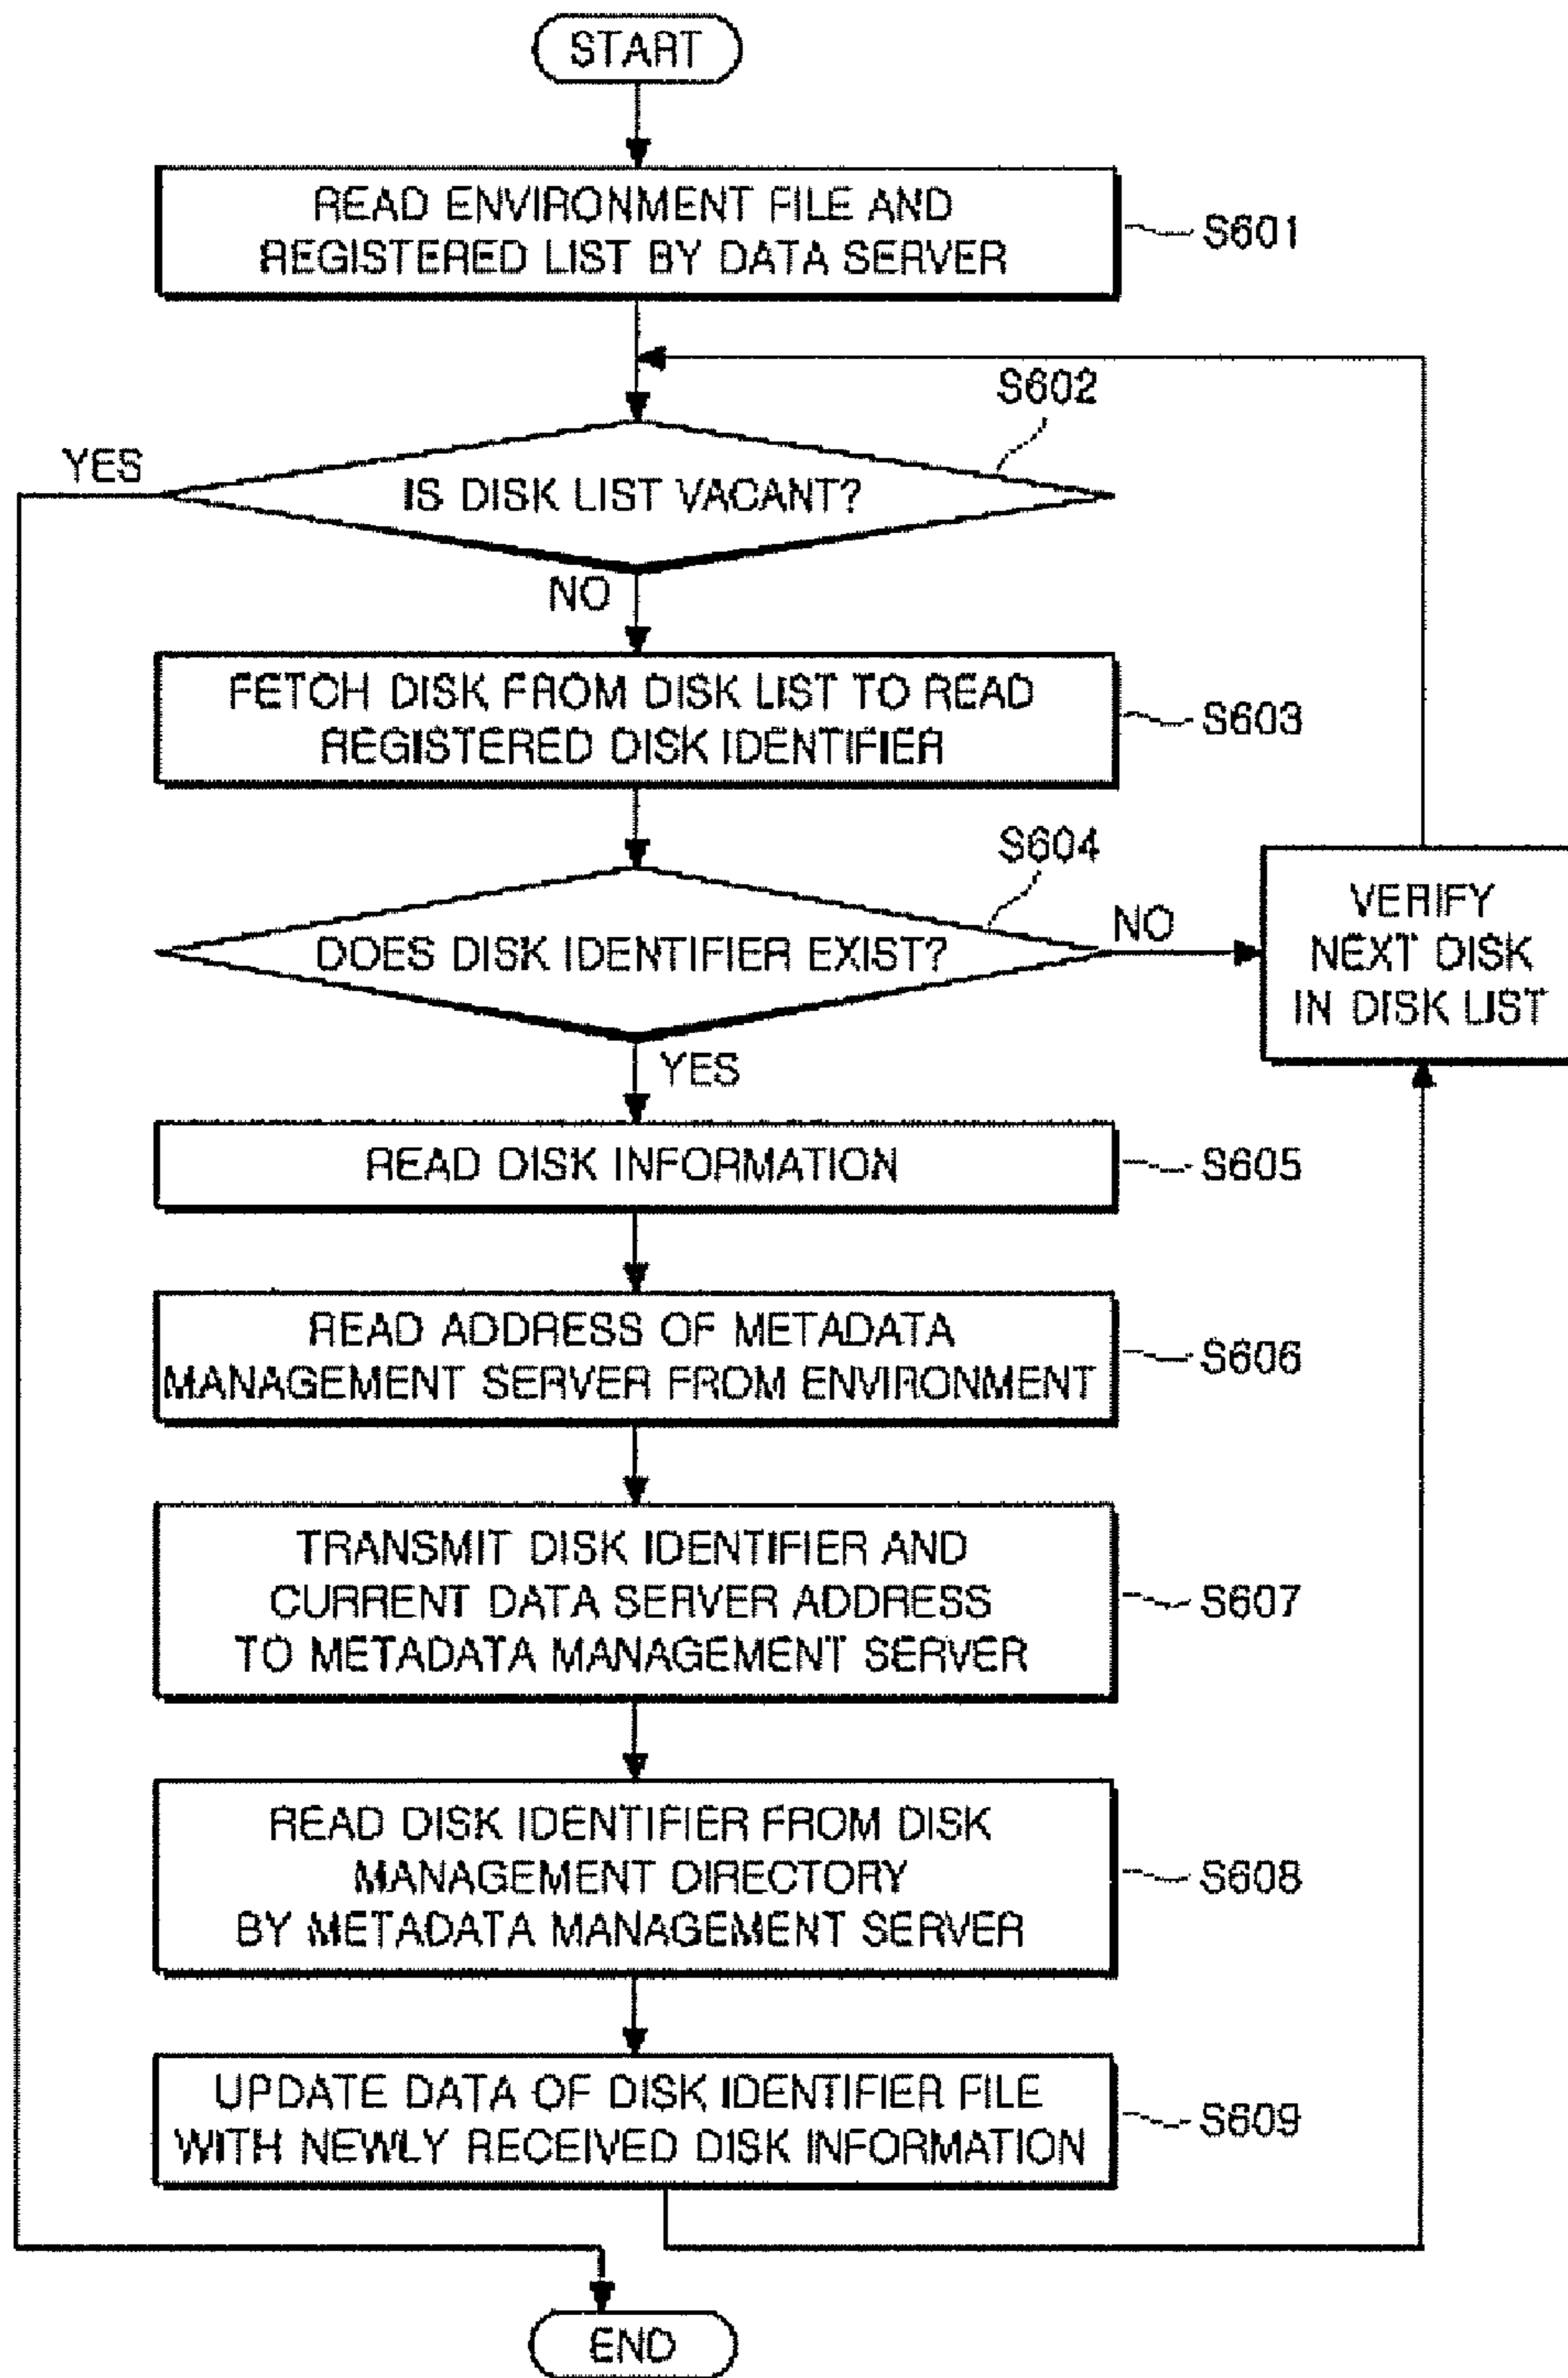 START
READ ENVIRONMENT FILE AND
REGISTERED LIST BY DATA SERVER
S601
S602
YES
IS DISK LIST VACANT?
NO
FETCH DISK FROM DISK LIST TO READ
REGISTERED DISK IDENTIFIER
S603
S604
DOES DISK IDENTIFIER EXIST?
NO
VERIFY
NEXT DISK
IN DISK LIST
YES
READ DISK INFORMATION
S605
READ ADDRESS OF METADATA
MANAGEMENT SERVER FROM ENVIRONMENT
S606
TRANSMIT DISK IDENTIFIER AND
CURRENT DATA SERVER ADDRESS
TO METADATA MANAGEMENT SERVER
S607
READ DISK IDENTIFIER FROM DISK
MANAGEMENT DIRECTORY
BY METADATA MANAGEMENT SERVER
S608
UPDATE DATA OF DISK IDENTIFIER FILE
WITH NEWLY RECEIVED DISK INFORMATION
S609
END